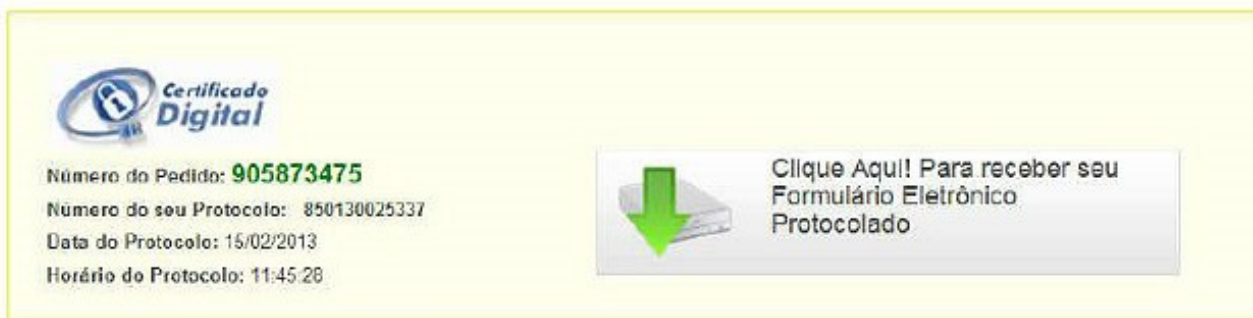 Certificado
Digital
Número do Pedido: 905873475
Número do seu Protocolo: 850130025337
Data do Protocolo: 15/02/2013
Horário do Protocolo: 11:45:28
Clique Aqui! Para receber seu
Formulário Eletrônico
Protocolado